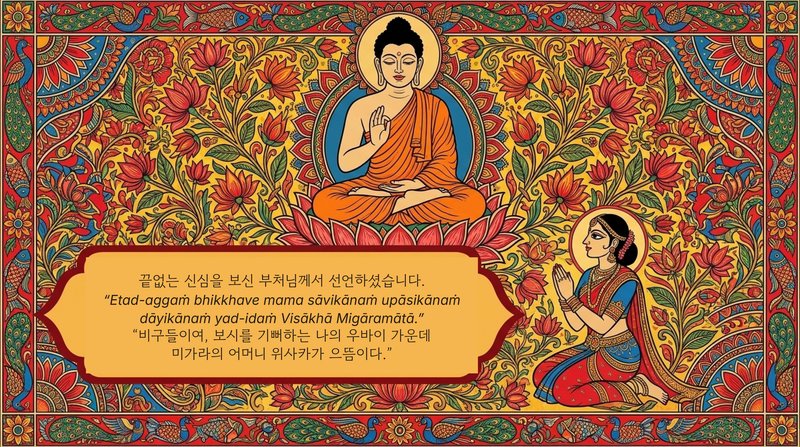 끝없는 신심을 보신 부처님께서 선언하셨습니다.
“Etad-aggaṁ bhikkhave mama sāvikānaṁ upāsikānaṁ
dāyikānaṁ yad-idaṁ Visākhā Migāramātā.”
“비구들이여, 보시를 기뻐하는 나의 우바이 가운데
미가라의 어머니 위사카가 으뜸이다.”